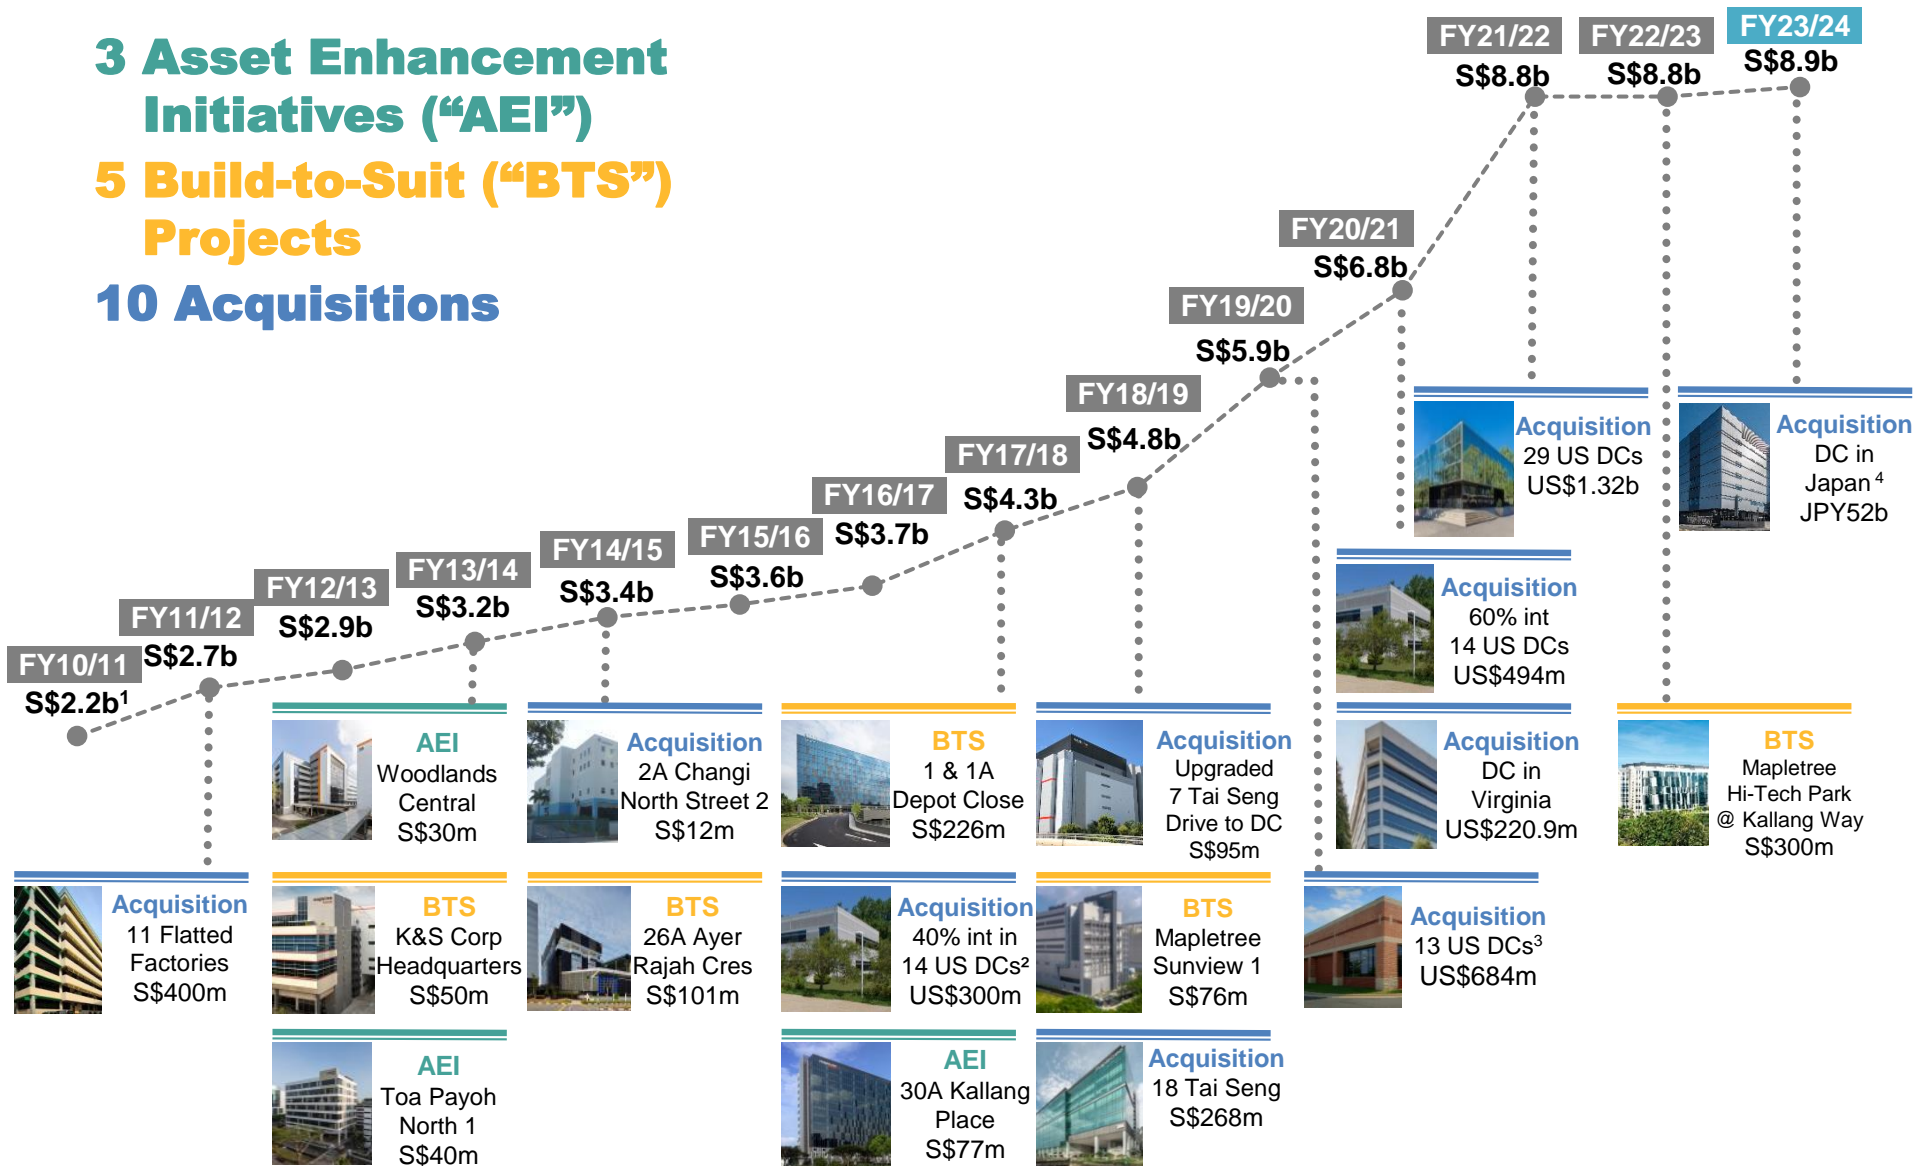 3 Asset Enhancement
Initiatives (“AEI”)
5 Build-to-Suit (“BTS”)
Projects
10 Acquisitions
FY10/11
S$2.2b¹
FY11/12
S$2.7b
FY12/13
S$2.9b
FY13/14
S$3.2b
FY14/15
S$3.4b
FY15/16
S$3.6b
FY16/17
S$3.7b
FY17/18
S$4.3b
FY18/19
S$4.8b
FY19/20
S$5.9b
FY20/21
S$6.8b
FY21/22
S$8.8b
FY22/23
S$8.8b
FY23/24
S$8.9b
Acquisition
11 Flatted
Factories
S$400m
AEI
Woodlands
Central
S$30m
BTS
K&S Corp
Headquarters
S$50m
AEI
Toa Payoh
North 1
S$40m
Acquisition
2A Changi
North Street 2
S$12m
BTS
26A Ayer
Rajah Cres
S$101m
BTS
1 & 1A
Depot Close
S$226m
Acquisition
40% int in
14 US DCs²
US$300m
AEI
30A Kallang
Place
S$77m
Acquisition
Upgraded
7 Tai Seng
Drive to DC
S$95m
BTS
Mapletree
Sunview 1
S$76m
Acquisition
18 Tai Seng
S$268m
Acquisition
13 US DCs³
US$684m
Acquisition
60% int
14 US DCs
US$494m
Acquisition
DC in
Virginia
US$220.9m
Acquisition
29 US DCs
US$1.32b
BTS
Mapletree
Hi-Tech Park
@ Kallang Way
S$300m
Acquisition
DC in
Japan ⁴
JPY52b